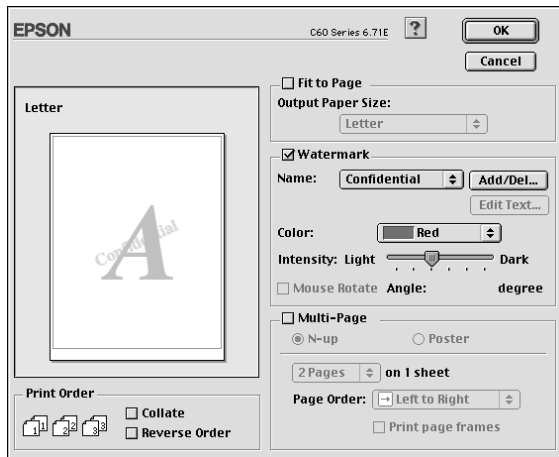 EPSON
C60 Series 6.71E
?
OK
Cancel
Letter
Confidential
A
Print Order
1 1 2 2 3 3
Collate
Reverse Order
Fit to Page
Output Paper Size:
Letter
Watermark
Name: Confidential Add/Del...
Edit Text...
Color: Red
Intensity: Light Dark
Mouse Rotate Angle: degree
Multi-Page
N-up Poster
2 Pages on 1 sheet
Page Order: Left to Right
Print page frames